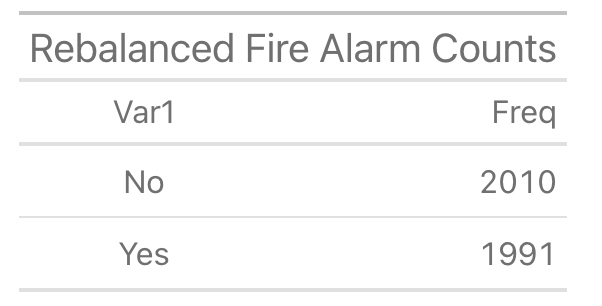 Rebalanced Fire Alarm Counts
Var1 Freq
No 2010
Yes 1991